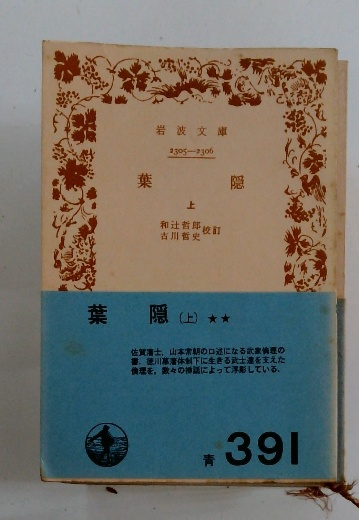 岩波文庫
2305—2306
葉 隠
上
和辻哲郎
古川哲史 校訂
葉 隠 (上) ★★
佐賀藩士、山本常朝の口述になる武家倫理の
書。徳川幕藩体制下に生きる武士達を支えた
倫理を、数々の挿話によって浮彫している。
青 391